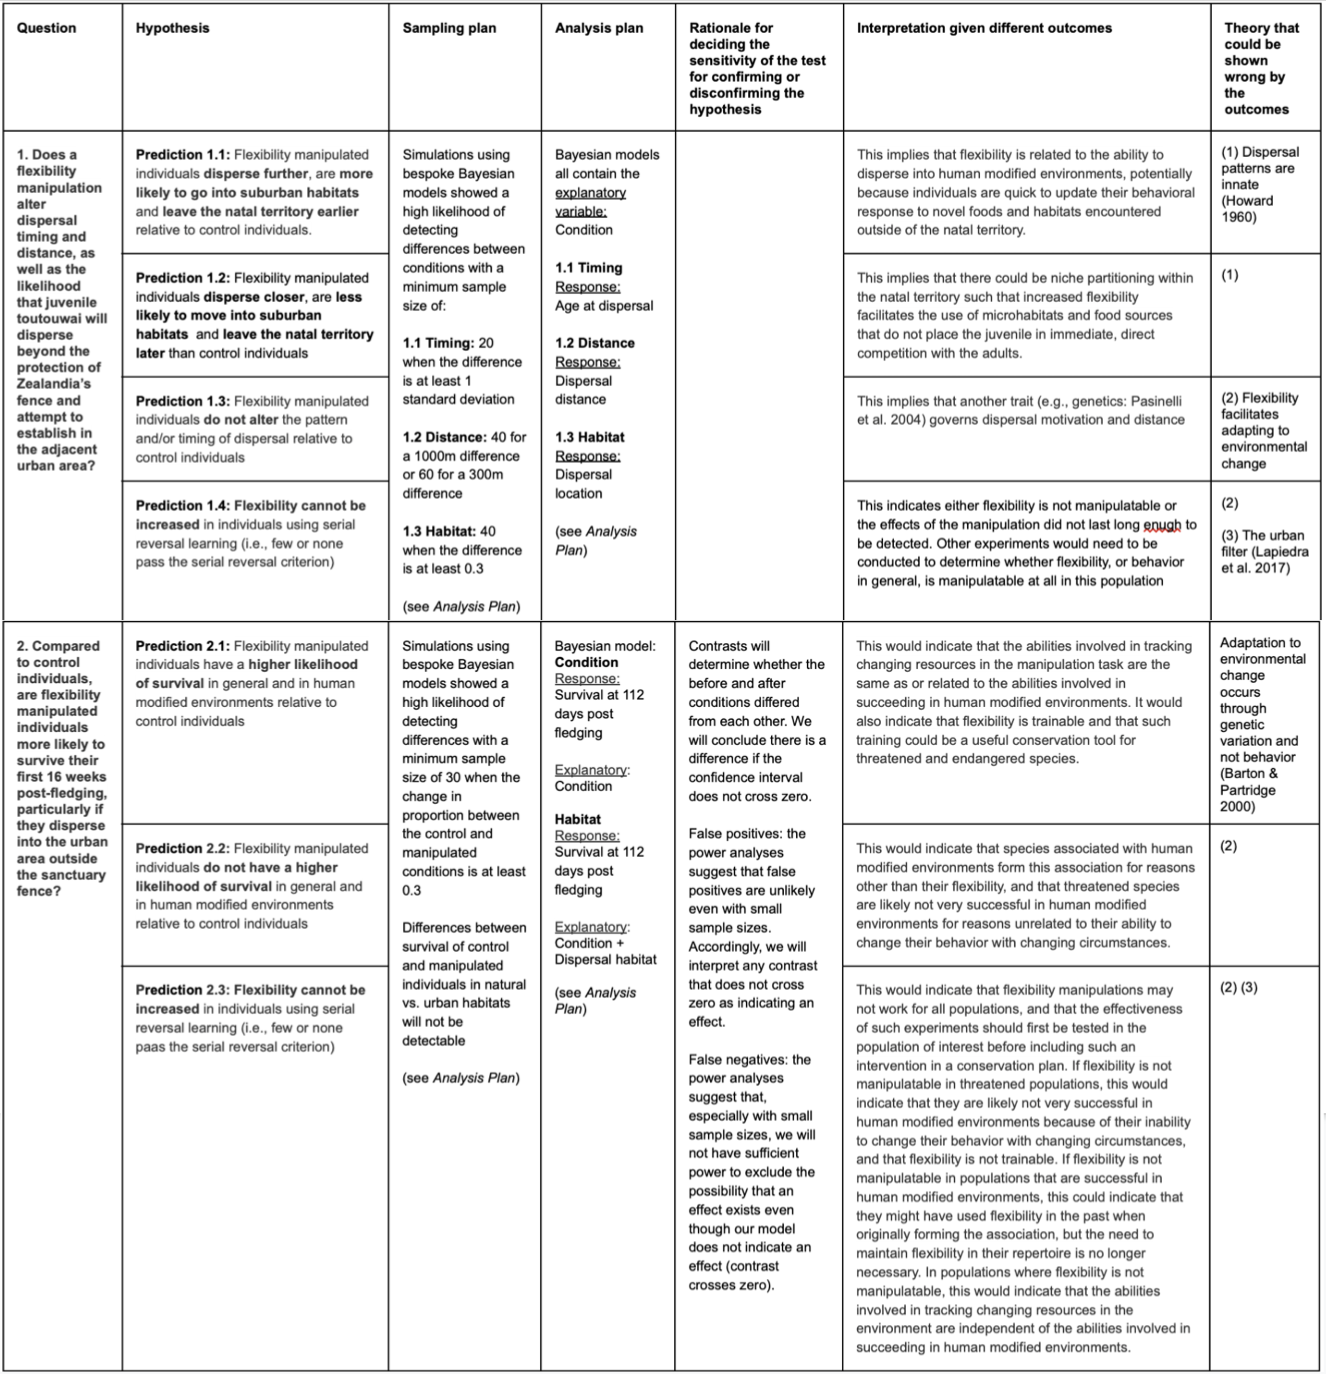 Question
Hypothesis
Sampling plan
Analysis plan
Rationale for
deciding the
sensitivity of the test
for confirming or
disconfirming the
hypothesis
Interpretation given different outcomes
Theory that
could be
shown
wrong by
the
outcomes
1. Does a
flexibility
manipulation
alter
dispersal
timing and
distance, as
well as the
likelihood
that juvenile
toutouwai will
disperse
beyond the
protection of
Zealandia's
fence and
attempt to
establish in
the adjacent
urban area?
Prediction 1.1: Flexibility manipulated
individuals disperse further, are more
likely to go into suburban habitats
and leave the natal territory earlier
relative to control individuals.
Prediction 1.2: Flexibility manipulated
individuals disperse closer, are less
likely to move into suburban
habitats and leave the natal territory
later than control individuals
Prediction 1.3: Flexibility manipulated
individuals do not alter the pattern
and/or timing of dispersal relative to
control individuals
Prediction 1.4: Flexibility cannot be
increased in individuals using serial
reversal learning (i.e., few or none
pass the serial reversal criterion)
Simulations using
bespoke Bayesian
models showed a
high likelihood of
detecting
differences between
conditions with a
minimum sample
size of:
1.1 Timing: 20
when the difference
is at least 1
standard deviation
1.2 Distance: 40 for
a 1000m difference
or 60 for a 300m
difference
1.3 Habitat: 40
when the difference
is at least 0.3
(see Analysis Plan)
Bayesian models
all contain the
explanatory
variable:
Condition
1.1 Timing
Response:
Age at dispersal
1.2 Distance
Response:
Dispersal
distance
1.3 Habitat
Response:
Dispersal
location
(see Analysis
Plan)
This implies that flexibility is related to the ability to
disperse into human modified environments, potentially
because individuals are quick to update their behavioral
response to novel foods and habitats encountered
outside of the natal territory.
This implies that there could be niche partitioning within
the natal territory such that increased flexibility
facilitates the use of microhabitats and food sources
that do not place the juvenile in immediate, direct
competition with the adults.
This implies that another trait (e.g., genetics: Pasinelli
et al. 2004) governs dispersal motivation and distance
This indicates either flexibility is not manipulatable or
the effects of the manipulation did not last long enugh to
be detected. Other experiments would need to be
conducted to determine whether flexibility, or behavior
in general, is manipulatable at all in this population
(1) Dispersal
patterns are
innate
(Howard
1960)
(1)
(2) Flexibility
facilitates
adapting to
environmental
change
(2)
(3) The urban
filter (Lapiedra
et al. 2017)
2. Compared
to control
individuals,
are flexibility
manipulated
individuals
more likely to
survive their
first 16 weeks
post-fledging,
particularly if
they disperse
into the urban
area outside
the sanctuary
fence?
Prediction 2.1: Flexibility manipulated
individuals have a higher likelihood
of survival in general and in human
modified environments relative to
control individuals
Prediction 2.2: Flexibility manipulated
individuals do not have a higher
likelihood of survival in general and
in human modified environments
relative to control individuals
Prediction 2.3: Flexibility cannot be
increased in individuals using serial
reversal learning (i.e., few or none
paas the serial reversal criterion)
Simulations using
bespoke Bayesian
models showed a
high likelihood of
detecting
differences with a
minimum sample
size of 30 when the
change in
proportion between
the control and
manipulated
conditions is at least
0.3
Differences between
survival of control
and manipulated
individuals in natural
vs. urban habitats
will not be
detectable
(see Analysis Plan)
Bayesian model:
Condition
Response:
Survival at 112
days post
fledging
Explanatory:
Condition
Habitat
Response:
Survival at 112
days post
fledging
Explanatory:
Condition +
Dispersal habitat
(see Analysis
Plan)
Contrasts will
determine whether the
before and after
conditions differed
from each other. We
will conclude there is a
difference if the
confidence interval
does not cross zero.
False positives: the
power analyses
suggest that false
positives are unlikely
even with small
sample sizes.
Accordingly, we will
interpret any contrast
that does not cross
zero as indicating an
effect.
False negatives: the
power analyses
suggest that,
especially with small
sample sizes, we will
not have sufficient
power to exclude the
possibility that an
effect exists even
though our model
does not indicate an
effect (contrast
crosses zero).
This would indicate that the abilities involved in tracking
changing resources in the manipulation task are the
same as or related to the abilities involved in
succeeding in human modified environments. It would
also indicate that flexibility is trainable and that such
training could be a useful conservation tool for
threatened and endangered species.
This would indicate that species associated with human
modified environments form this association for reasons
other than their flexibility, and that threatened species
are likely not very successful in human modified
environments for reasons unrelated to their ability to
change their behavior with changing circumstances.
This would indicate that flexibility manipulations may
not work for all populations, and that the effectiveness
of such experiments should first be tested in the
population of interest before including such an
intervention in a conservation plan. If flexibility is not
manipulatable in threatened populations, this would
indicate that they are likely not very successful in
human modified environments because of their inability
to change their behavior with changing circumstances,
and that flexibility is not trainable. If flexibility is not
manipulatable in populations that are successful in
human modified environments, this could indicate that
they might have used flexibility in the past when
originally forming the association, but the need to
maintain flexibility in their repertoire is no longer
necessary. In populations where flexibility is not
manipulatable, this would indicate that the abilities
involved in tracking changing resources in the
environment are independent of the abilities involved in
succeeding in human modified environments.
Adaptation to
environmental
change
occurs
through
genetic
variation and
not behavior
(Barton &
Partridge
2000)
(2)
(2) (3)